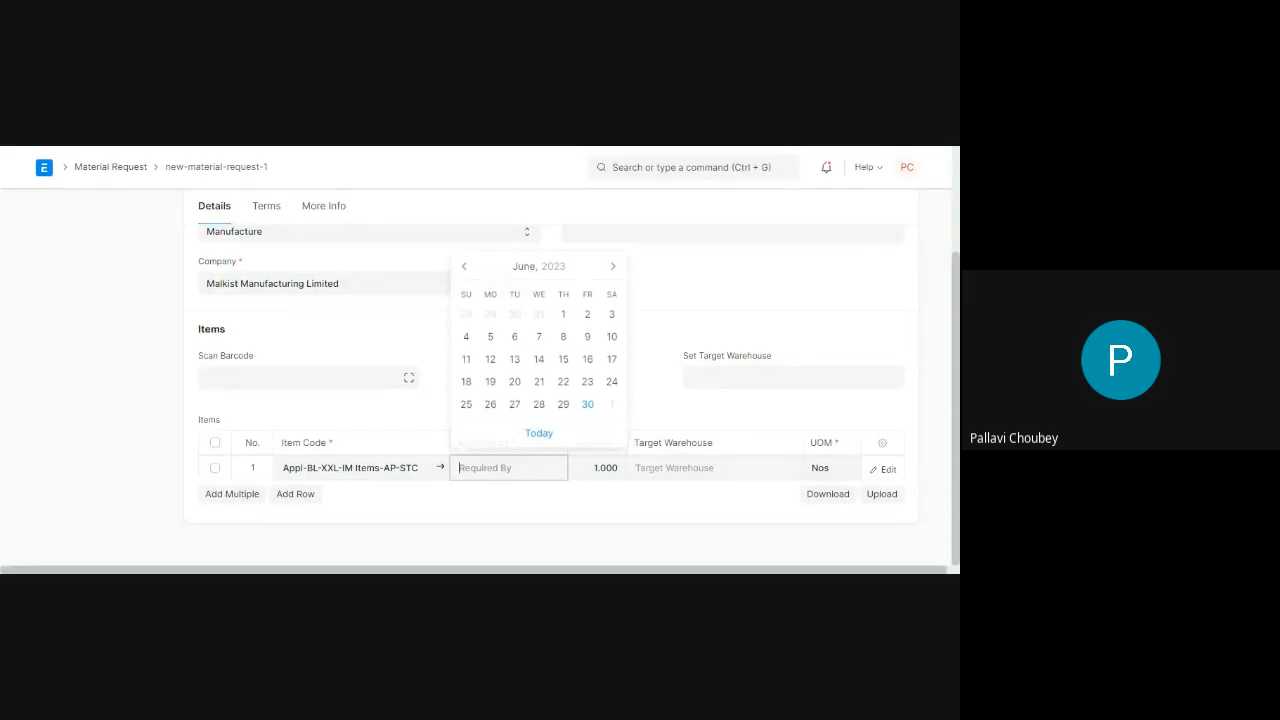 E > Material Request > new-material-request-1
Search or type a command (Ctrl + G)
Help
PC
Details Terms More Info
Manufacture
Company *
Malkist Manufacturing Limited
June, 2023
SU MO TU WE TH FR SA
28 29 30 31 1 2 3
4 5 6 7 8 9 10
11 12 13 14 15 16 17
18 19 20 21 22 23 24
25 26 27 28 29 30 1
Today
Items
Scan Barcode
Set Target Warehouse
Items
No. Item Code * Target Warehouse UOM *
1 Appl-BL-XXL-IM Items-AP-STC Required By 1.000 Target Warehouse Nos Edit
Add Multiple Add Row Download Upload
P
Pallavi Choubey